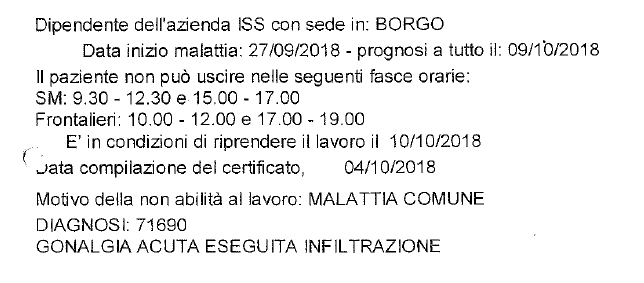 Dipendente dell'azienda ISS con sede in: BORGO
Data inizio malattia: 27/09/2018 - prognosi a tutto il: 09/10/2018
Il paziente non può uscire nelle seguenti fasce orarie:
SM: 9.30 - 12.30 e 15.00 - 17.00
Frontalieri: 10.00 - 12.00 e 17.00 - 19.00
E' in condizioni di riprendere il lavoro il 10/10/2018
Data compilazione del certificato, 04/10/2018
Motivo della non abilità al lavoro: MALATTIA COMUNE
DIAGNOSI: 71690
GONALGIA ACUTA ESEGUITA INFILTRAZIONE